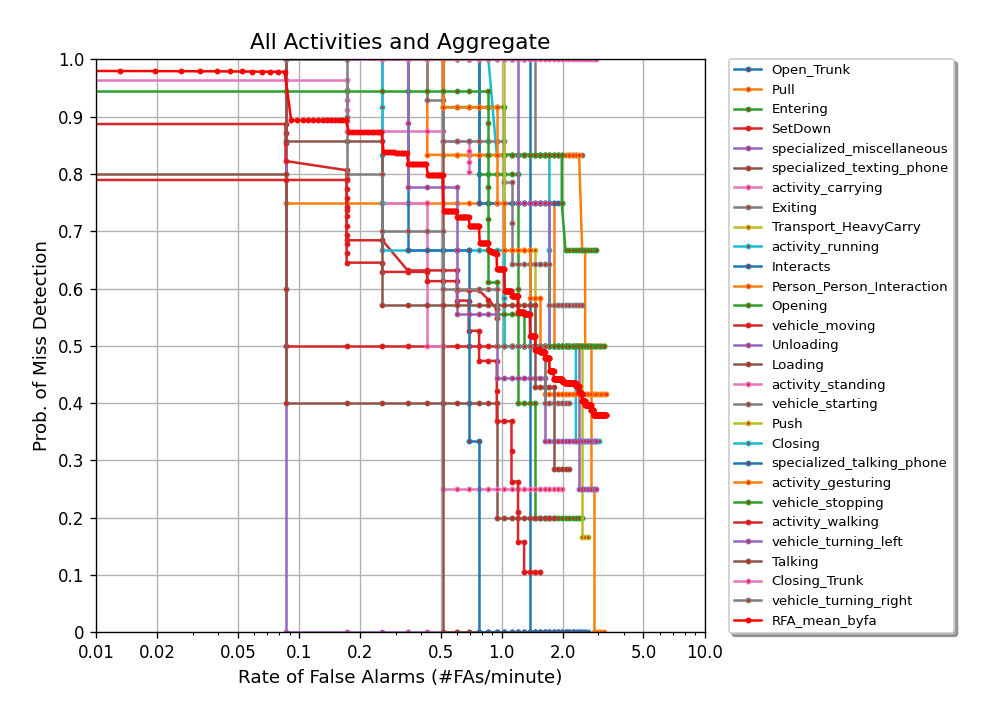 All Activities and Aggregate
1.0
0.9
0.8
0.7
0.6
0.5
0.4
0.3
0.2
0.1
0
Prob. of Miss Detection
0.01 0.02 0.05 0.1 0.2 0.5 1.0 2.0 5.0 10.0
Rate of False Alarms (#FAs/minute)
Open_Trunk
Pull
Entering
SetDown
specialized_miscellaneous
specialized_texting_phone
activity_carrying
Exiting
Transport_HeavyCarry
activity_running
Interacts
Person_Person_Interaction
Opening
vehicle_moving
Unloading
Loading
activity_standing
vehicle_starting
Push
Closing
specialized_talking_phone
activity_gesturing
vehicle_stopping
activity_walking
vehicle_turning_left
Talking
Closing_Trunk
vehicle_turning_right
RFA_mean_byfa